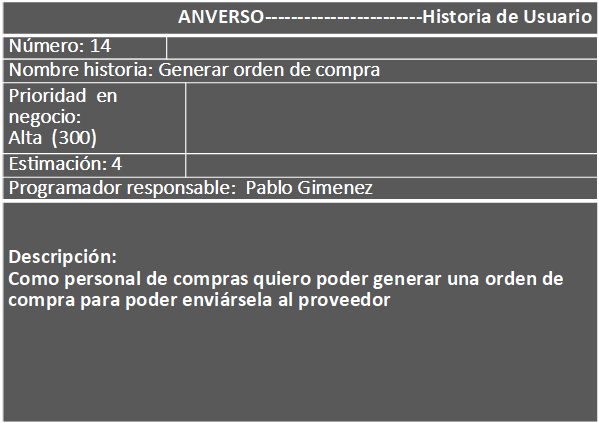 ANVERSO------------------------Historia de Usuario
Número: 14
Nombre historia: Generar orden de compra
Prioridad en
negocio:
Alta (300)
Estimación: 4
Programador responsable: Pablo Gimenez
Descripción:
Como personal de compras quiero poder generar una orden de
compra para poder enviársela al proveedor